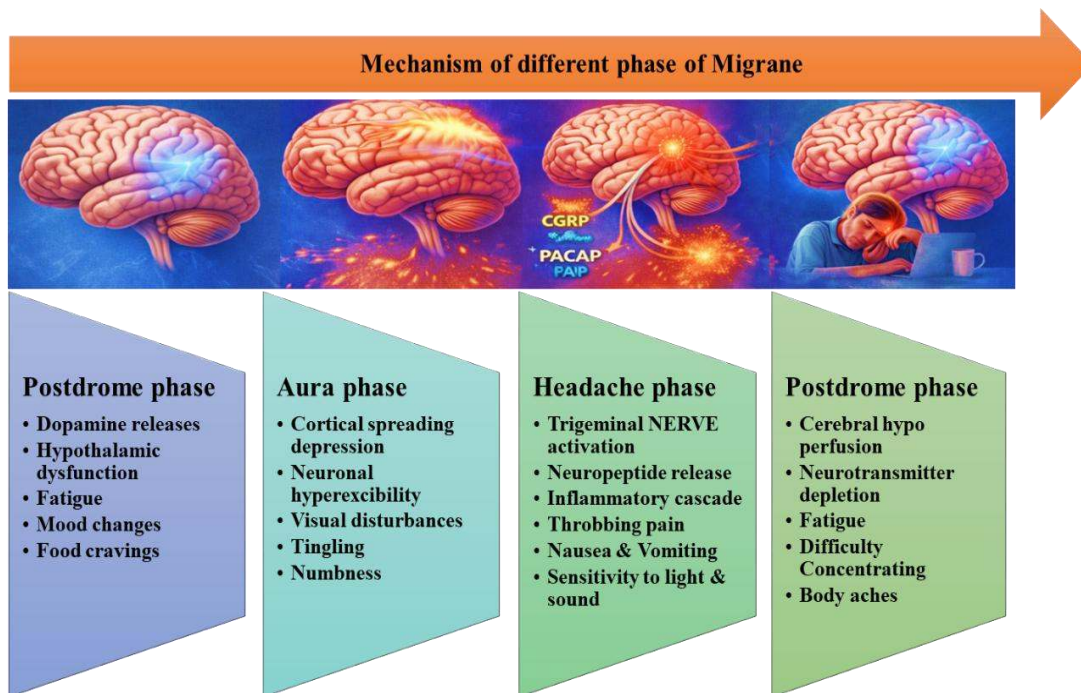 Mechanism of different phase of Migrane
CGRP
PACAP
Postdrome phase
• Dopamine releases
• Hypothalamic
dysfunction
• Fatigue
• Mood changes
• Food cravings
Aura phase
• Cortical spreading
depression
• Neuronal
hyperexcibility
• Visual disturbances
• Tingling
• Numbness
Headache phase
• Trigeminal NERVE
activation
• Neuropeptide release
• Inflammatory cascade
• Throbbing pain
• Nausea & Vomiting
• Sensitivity to light &
sound
Postdrome phase
• Cerebral hypo
perfusion
• Neurotransmitter
depletion
• Fatigue
• Difficulty
Concentrating
• Body aches